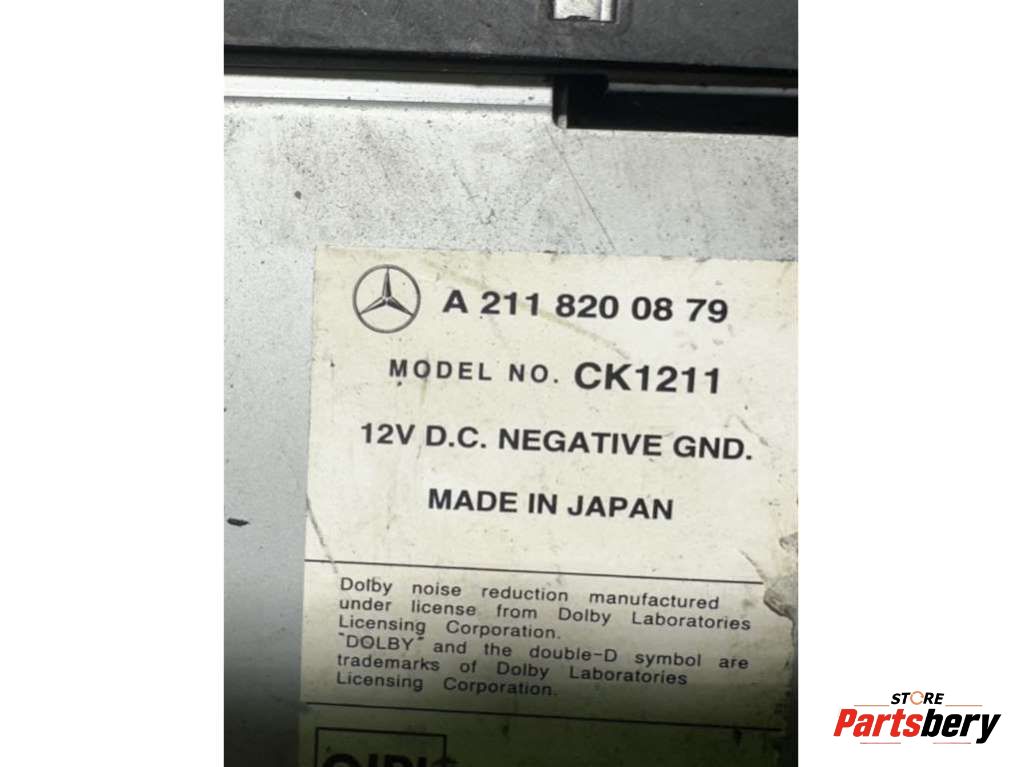 A 211 820 08 79
MODEL NO. CK1211
12V D.C. NEGATIVE GND.
MADE IN JAPAN
Dolby noise reduction manufactured
under license from Dolby Laboratories
Licensing Corporation.
"DOLBY" and the double-D symbol are
trademarks of Dolby Laboratories
Licensing Corporation.
STORE
Partsbery